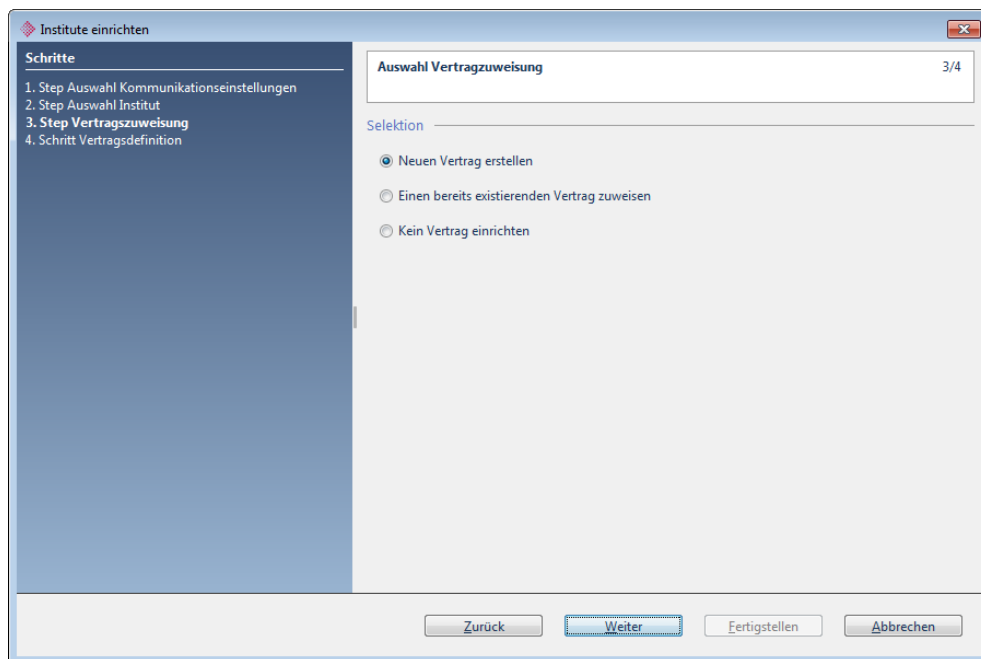 Institute einrichten
Schritte
1. Step Auswahl Kommunikationseinstellungen
2. Step Auswahl Institut
3. Step Vertragszuweisung
4. Schritt Vertragsdefinition
Auswahl Vertragzuweisung 3/4
Selektion
Neuen Vertrag erstellen
Einen bereits existierenden Vertrag zuweisen
Kein Vertrag einrichten
Zurück Weiter Fertigstellen Abbrechen